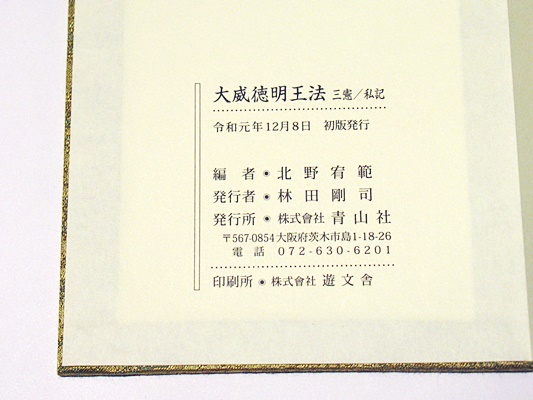 大威徳明王法 三憲／私記
令和元年12月8日 初版発行
編 者 ◉ 北野宥範
発行者 ◉ 林田剛司
発行所 ◉ 株式会社 青山社
〒567-0854 大阪府茨木市島1-18-26
電 話 072-630-6201
印刷所 ◉ 株式会社 遊文舎